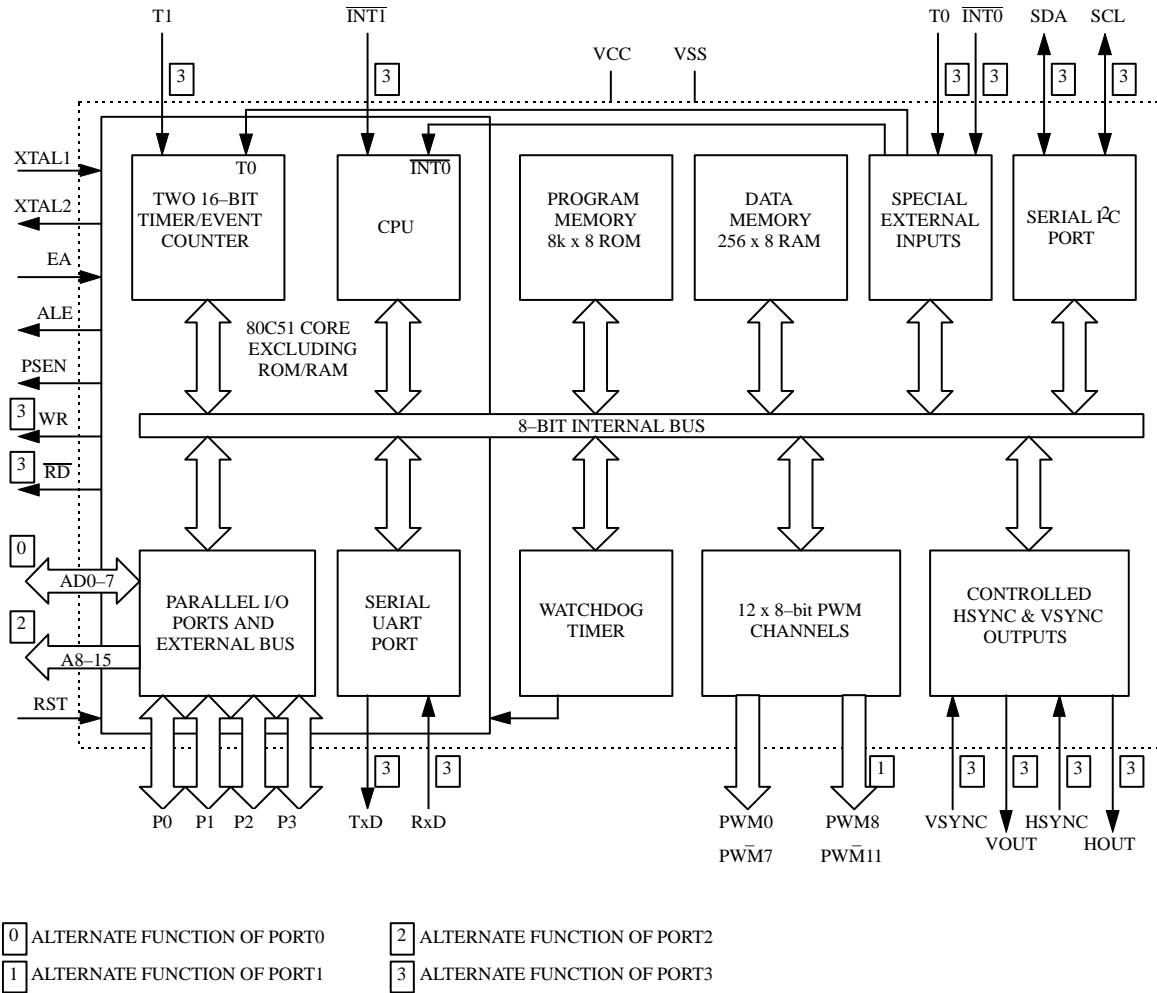 T1
INT1
T0
INT0
SDA
SCL
VCC
VSS
3
3
3
3
3
3
XTAL1
XTAL2
EA
ALE
PSEN
3
WR
3
RD
0
AD0–7
2
A8–15
RST
T0
TWO 16–BIT
TIMER/EVENT
COUNTER
INT0
CPU
PROGRAM
MEMORY
8k x 8 ROM
DATA
MEMORY
256 x 8 RAM
SPECIAL
EXTERNAL
INPUTS
SERIAL I²C
PORT
80C51 CORE
EXCLUDING
ROM/RAM
8–BIT INTERNAL BUS
PARALLEL I/O
PORTS AND
EXTERNAL BUS
SERIAL
UART
PORT
WATCHDOG
TIMER
12 x 8–bit PWM
CHANNELS
CONTROLLED
HSYNC & VSYNC
OUTPUTS
3
3
1
3
3
3
3
P0
P1
P2
P3
TxD
RxD
PWM0
–
PWM7
PWM8
–
PWM11
VSYNC
VOUT
HSYNC
HOUT
0 ALTERNATE FUNCTION OF PORT0
2 ALTERNATE FUNCTION OF PORT2
1 ALTERNATE FUNCTION OF PORT1
3 ALTERNATE FUNCTION OF PORT3